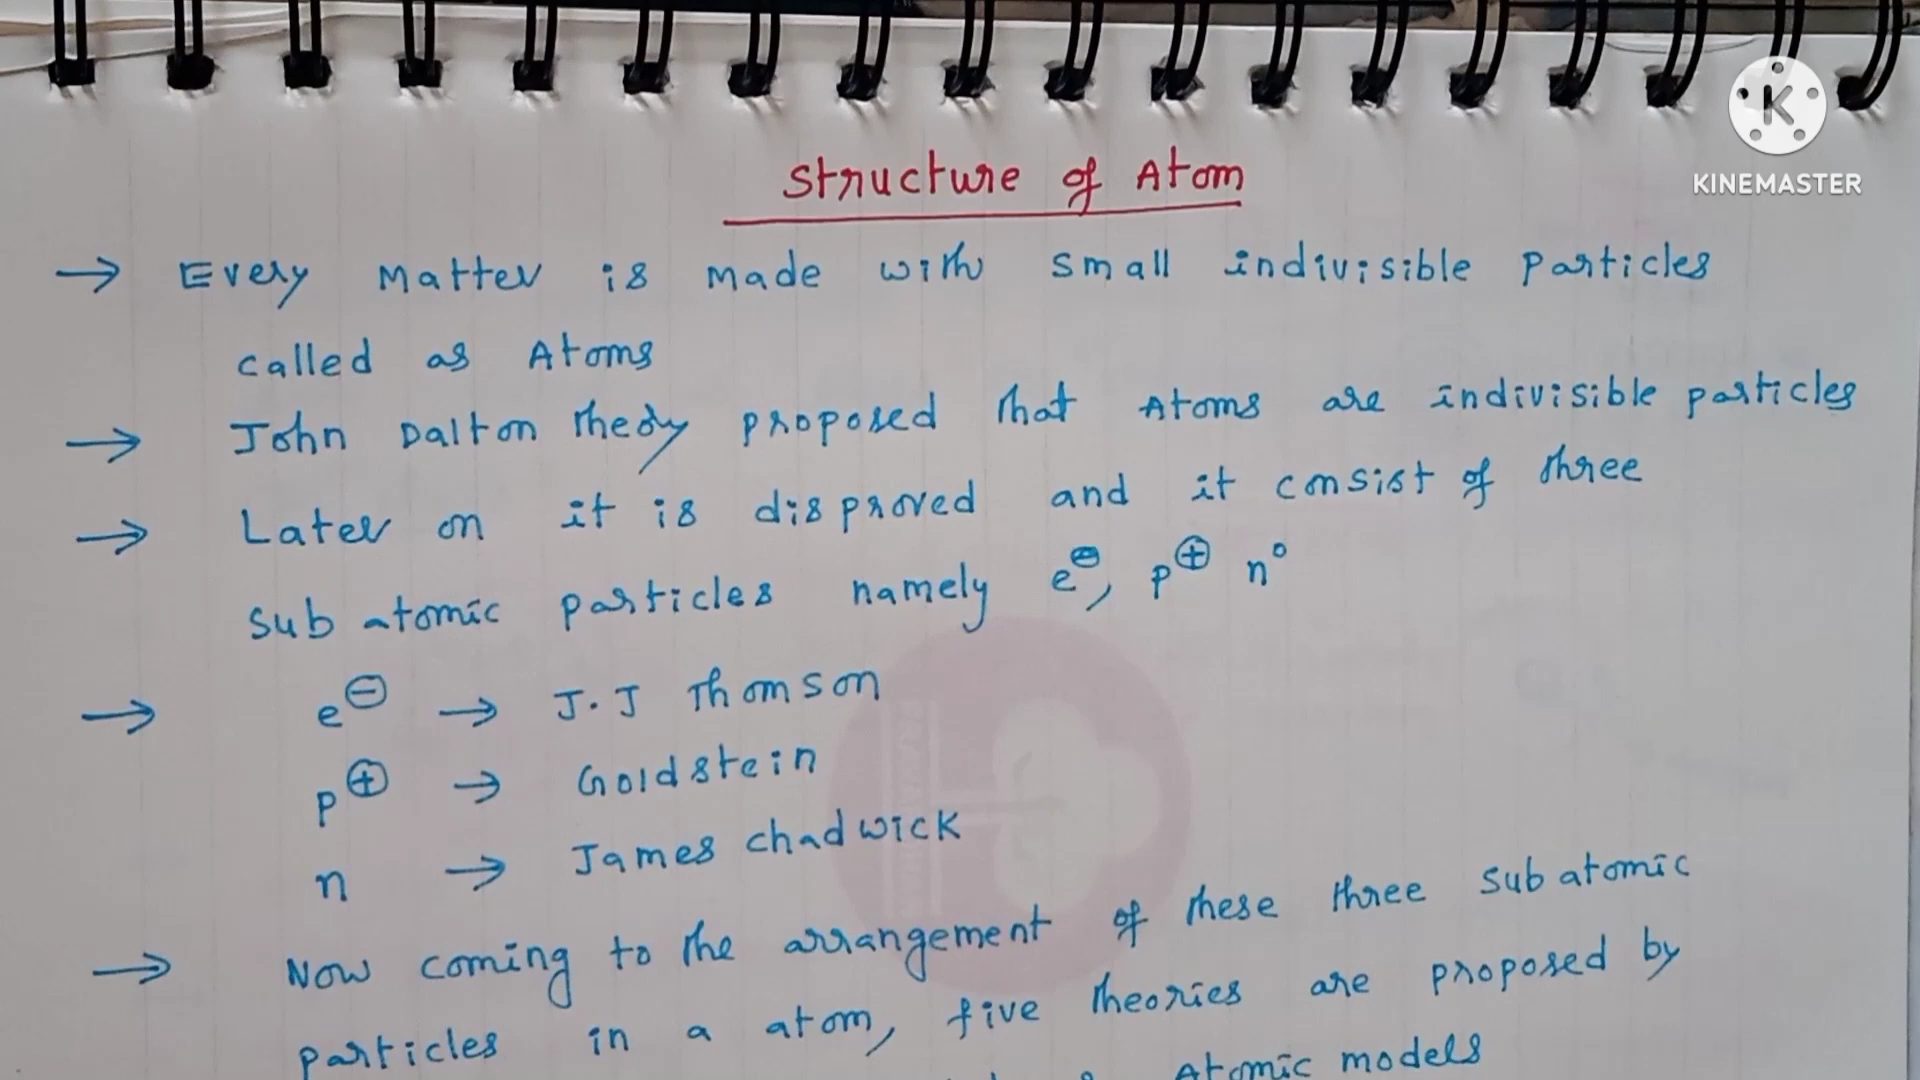 KINEMASTER
Structure of Atom
→ Every Matter is made with small indivisible particles
called as Atoms
→ John Dalton theory proposed that Atoms are indivisible particles
→ Later on it is disproved and it consist of three
sub atomic particles namely e⊖, p⊕ n°
→ e⊖ → J.J Thomson
p⊕ → Goldstein
n → James chadwick
→ Now coming to the arrangement of these three sub atomic
particles in a atom, five theories are proposed by
Atomic models